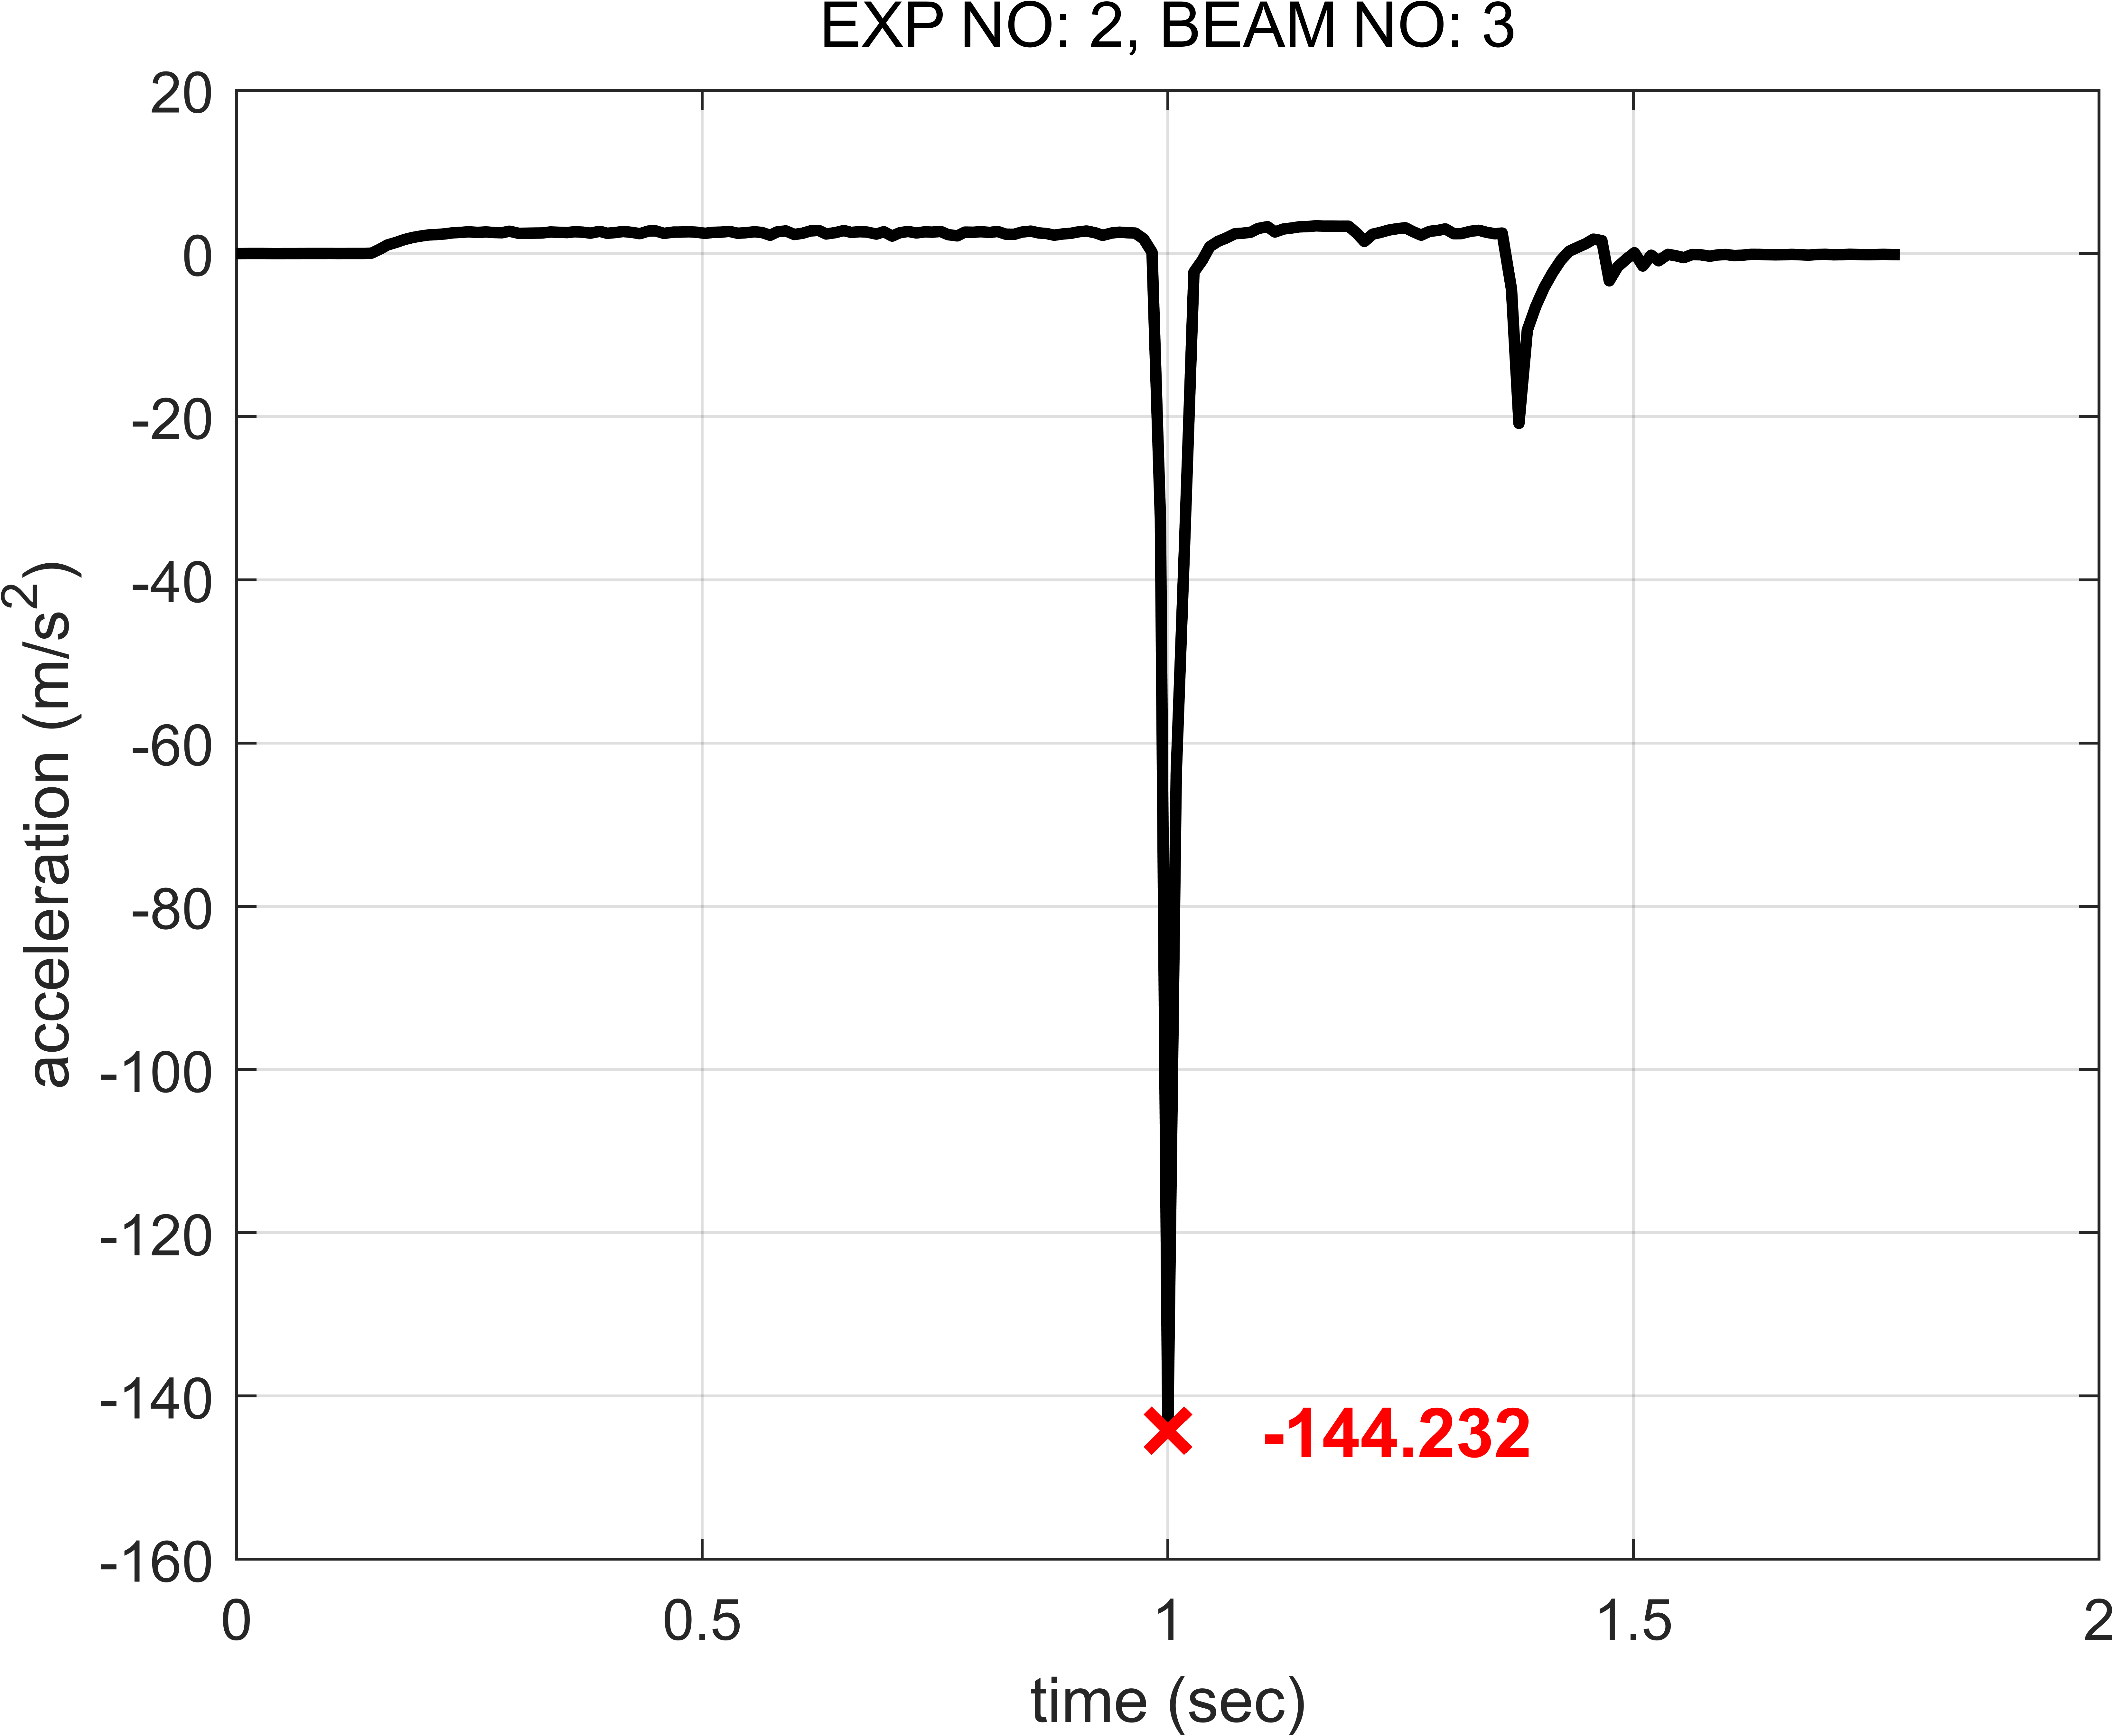 EXP NO: 2, BEAM NO: 3
20
0
-20
-40
-60
-80
-100
-120
-140
-160
acceleration (m/s²)
-144.232
0 0.5 1 1.5 2
time (sec)